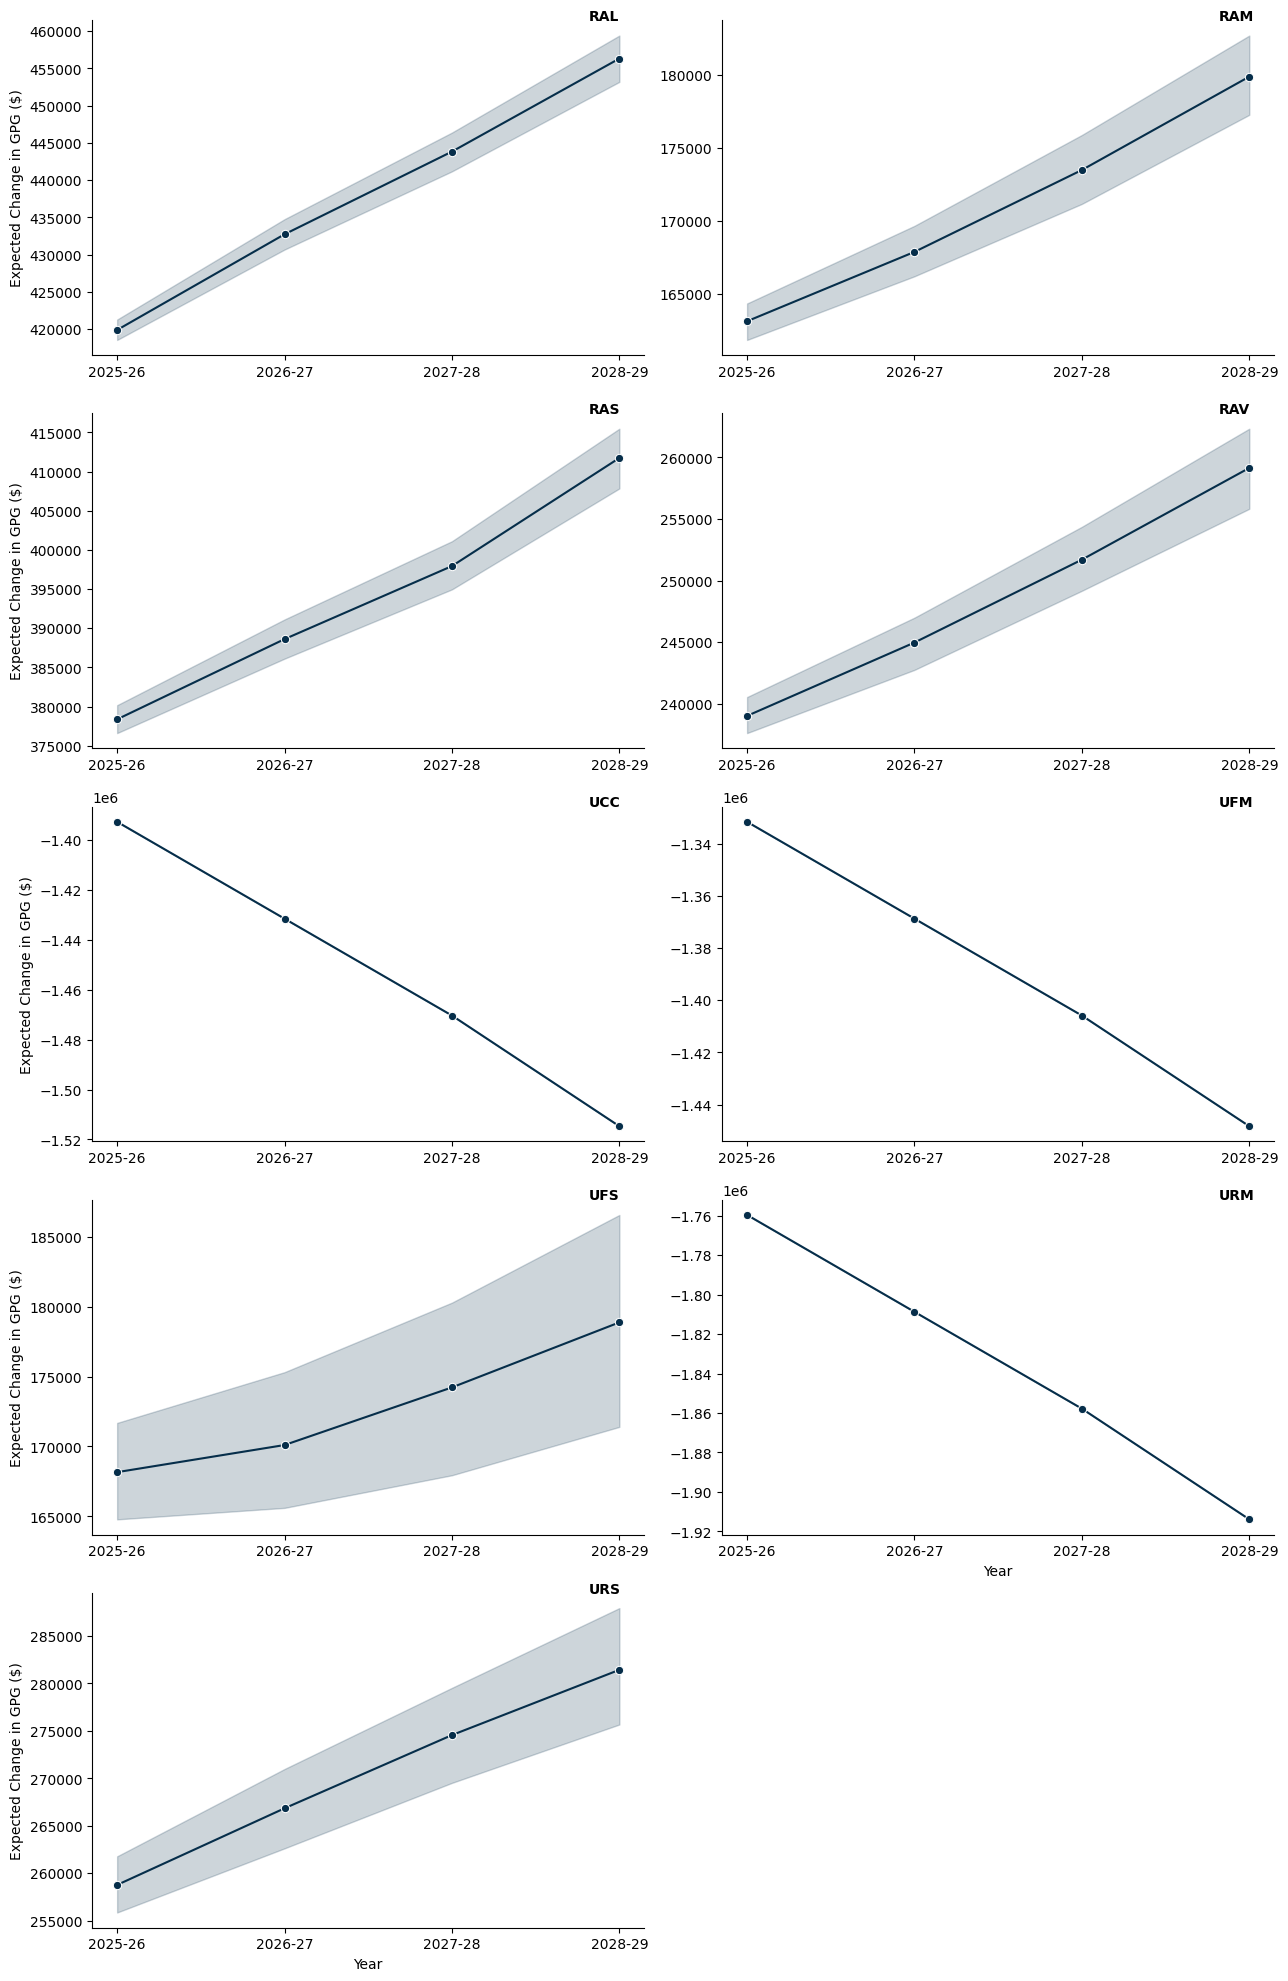 RAL
Expected Change in GPG ($)
460000
455000
450000
445000
440000
435000
430000
425000
420000
2025-26 2026-27 2027-28 2028-29
RAM
180000
175000
170000
165000
2025-26 2026-27 2027-28 2028-29
RAS
Expected Change in GPG ($)
415000
410000
405000
400000
395000
390000
385000
380000
375000
2025-26 2026-27 2027-28 2028-29
RAV
260000
255000
250000
245000
240000
2025-26 2026-27 2027-28 2028-29
1e6
UCC
Expected Change in GPG ($)
−1.40
−1.42
−1.44
−1.46
−1.48
−1.50
−1.52
2025-26 2026-27 2027-28 2028-29
1e6
UFM
−1.34
−1.36
−1.38
−1.40
−1.42
−1.44
2025-26 2026-27 2027-28 2028-29
UFS
Expected Change in GPG ($)
185000
180000
175000
170000
165000
2025-26 2026-27 2027-28 2028-29
1e6
URM
−1.76
−1.78
−1.80
−1.82
−1.84
−1.86
−1.88
−1.90
−1.92
2025-26 2026-27 2027-28 2028-29
Year
URS
Expected Change in GPG ($)
285000
280000
275000
270000
265000
260000
255000
2025-26 2026-27 2027-28 2028-29
Year